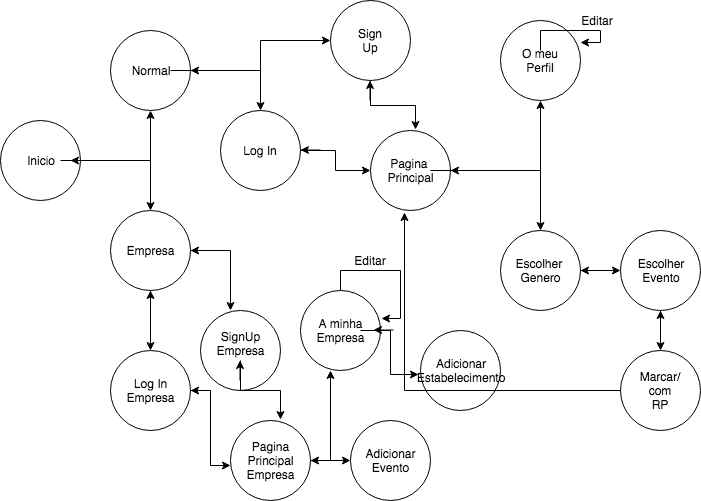 Editar
Sign
Up
O meu
Perfil
Normal
Log In
Inicio
Pagina
Principal
Empresa
Escolher
Genero
Escolher
Evento
Editar
A minha
Empresa
SignUp
Empresa
Adicionar
Estabelecimento
Log In
Empresa
Marcar/
com
RP
Pagina
Principal
Empresa
Adicionar
Evento